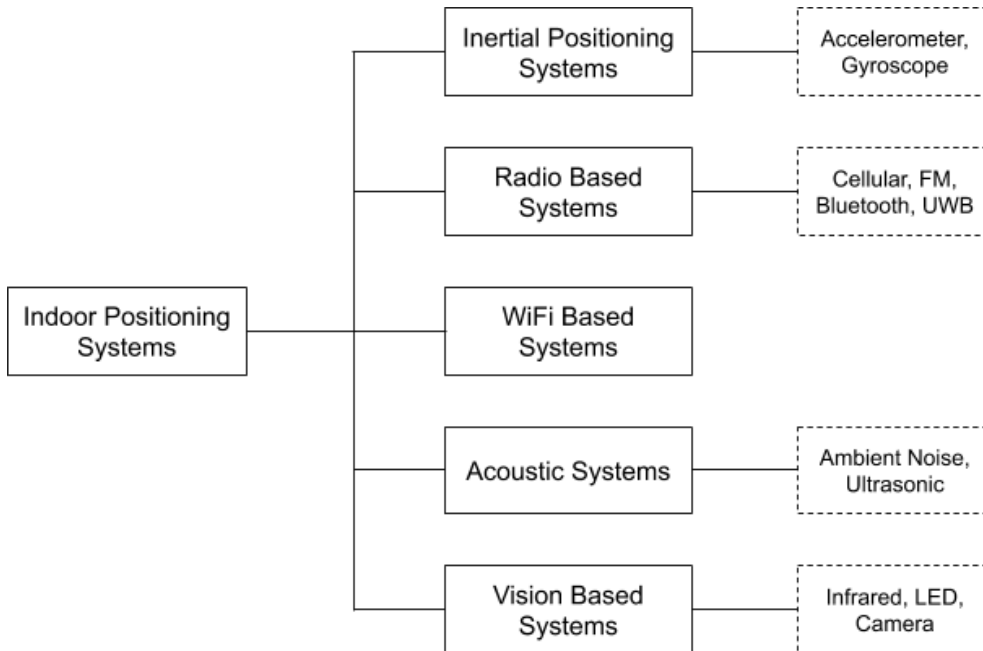 Inertial Positioning
Systems
Accelerometer,
Gyroscope
Radio Based
Systems
Cellular, FM,
Bluetooth, UWB
Indoor Positioning
Systems
WiFi Based
Systems
Acoustic Systems
Ambient Noise,
Ultrasonic
Vision Based
Systems
Infrared, LED,
Camera